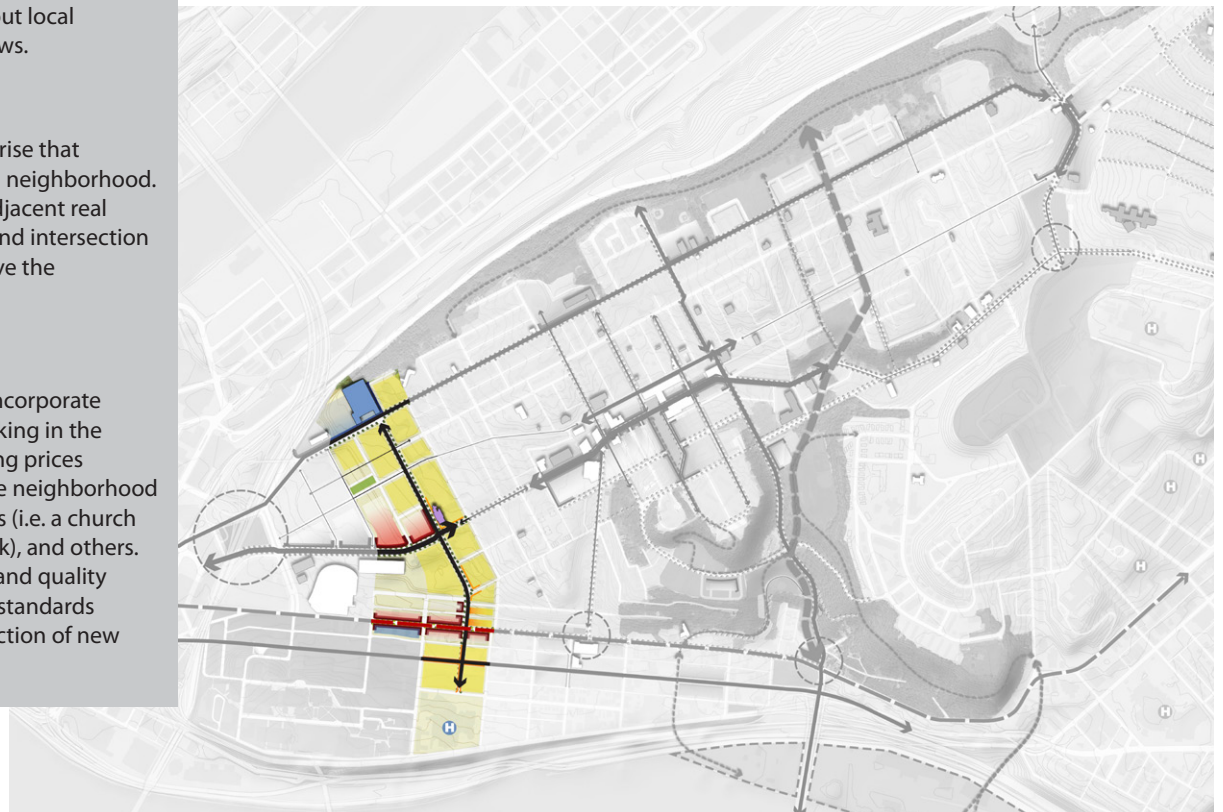 out local
ws.
rise that
neighborhood.
djacent real
nd intersection
ve the
ncorporate
king in the
ng prices
e neighborhood
s (i.e. a church
k), and others.
and quality
standards
ction of new
H
H
H
H
H
H